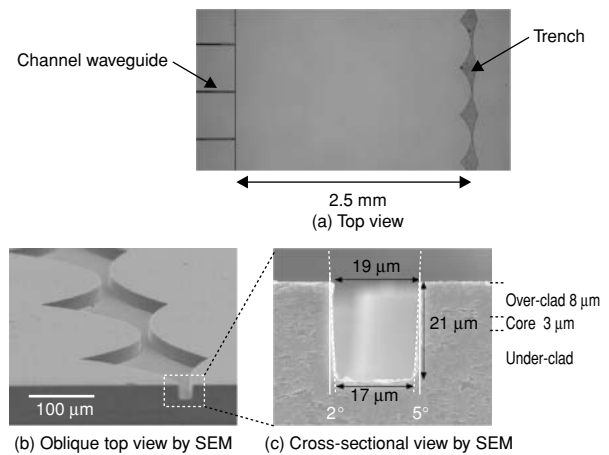 Channel waveguide
Trench
2.5 mm
(a) Top view
19 µm
21 µm
17 µm
2°
5°
Over-clad 8 µm
Core 3 µm
Under-clad
100 µm
(b) Oblique top view by SEM
(c) Cross-sectional view by SEM